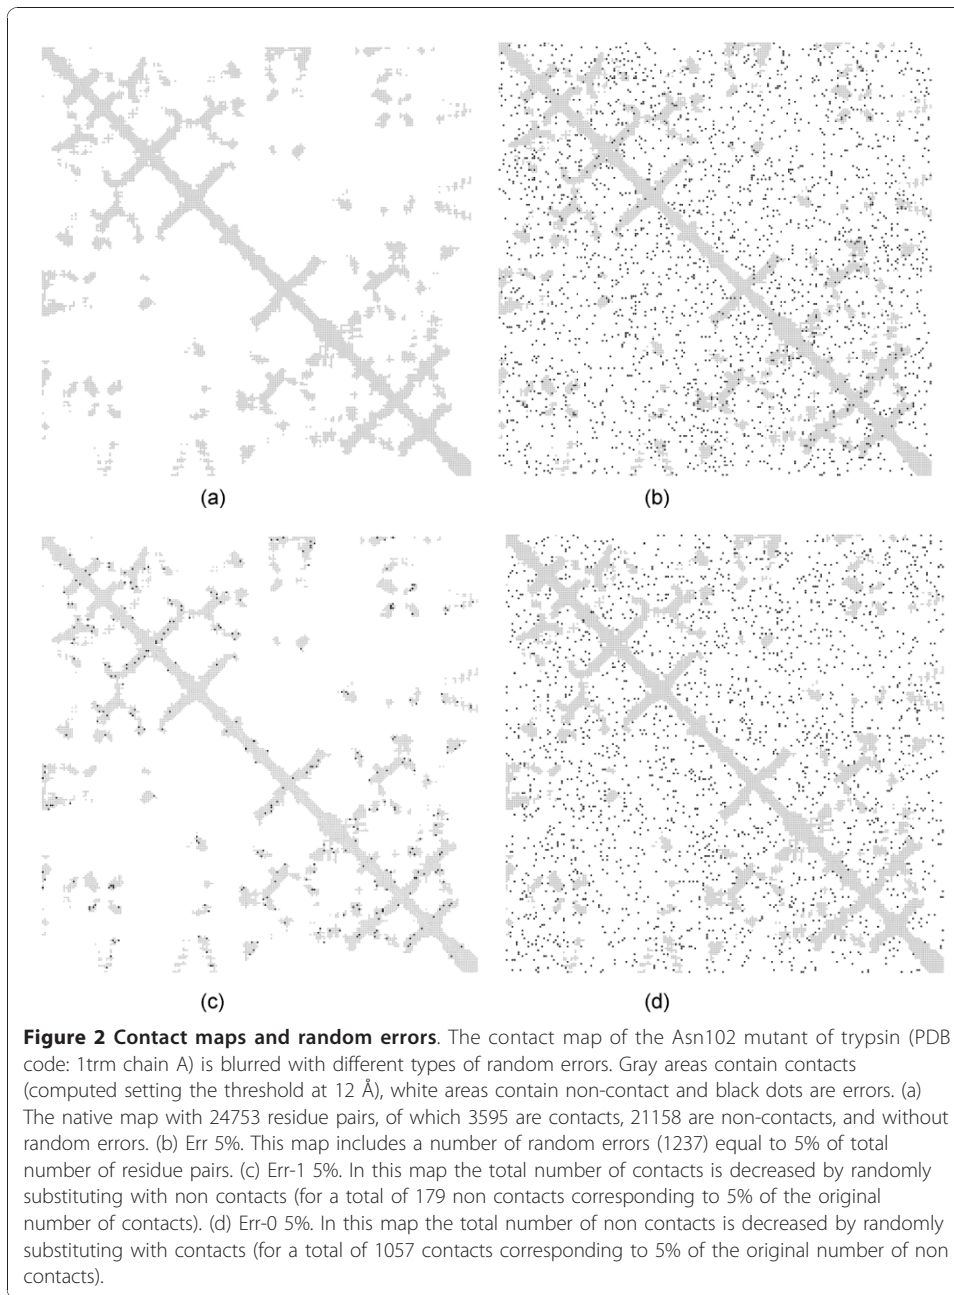 (a)
(b)
(c)
(d)
Figure 2 Contact maps and random errors. The contact map of the Asn102 mutant of trypsin (PDB
code: 1trm chain A) is blurred with different types of random errors. Gray areas contain contacts
(computed setting the threshold at 12 Å), white areas contain non-contact and black dots are errors. (a)
The native map with 24753 residue pairs, of which 3595 are contacts, 21158 are non-contacts, and without
random errors. (b) Err 5%. This map includes a number of random errors (1237) equal to 5% of total
number of residue pairs. (c) Err-1 5%. In this map the total number of contacts is decreased by randomly
substituting with non contacts (for a total of 179 non contacts corresponding to 5% of the original
number of contacts). (d) Err-0 5%. In this map the total number of non contacts is decreased by randomly
substituting with contacts (for a total of 1057 contacts corresponding to 5% of the original number of non
contacts).